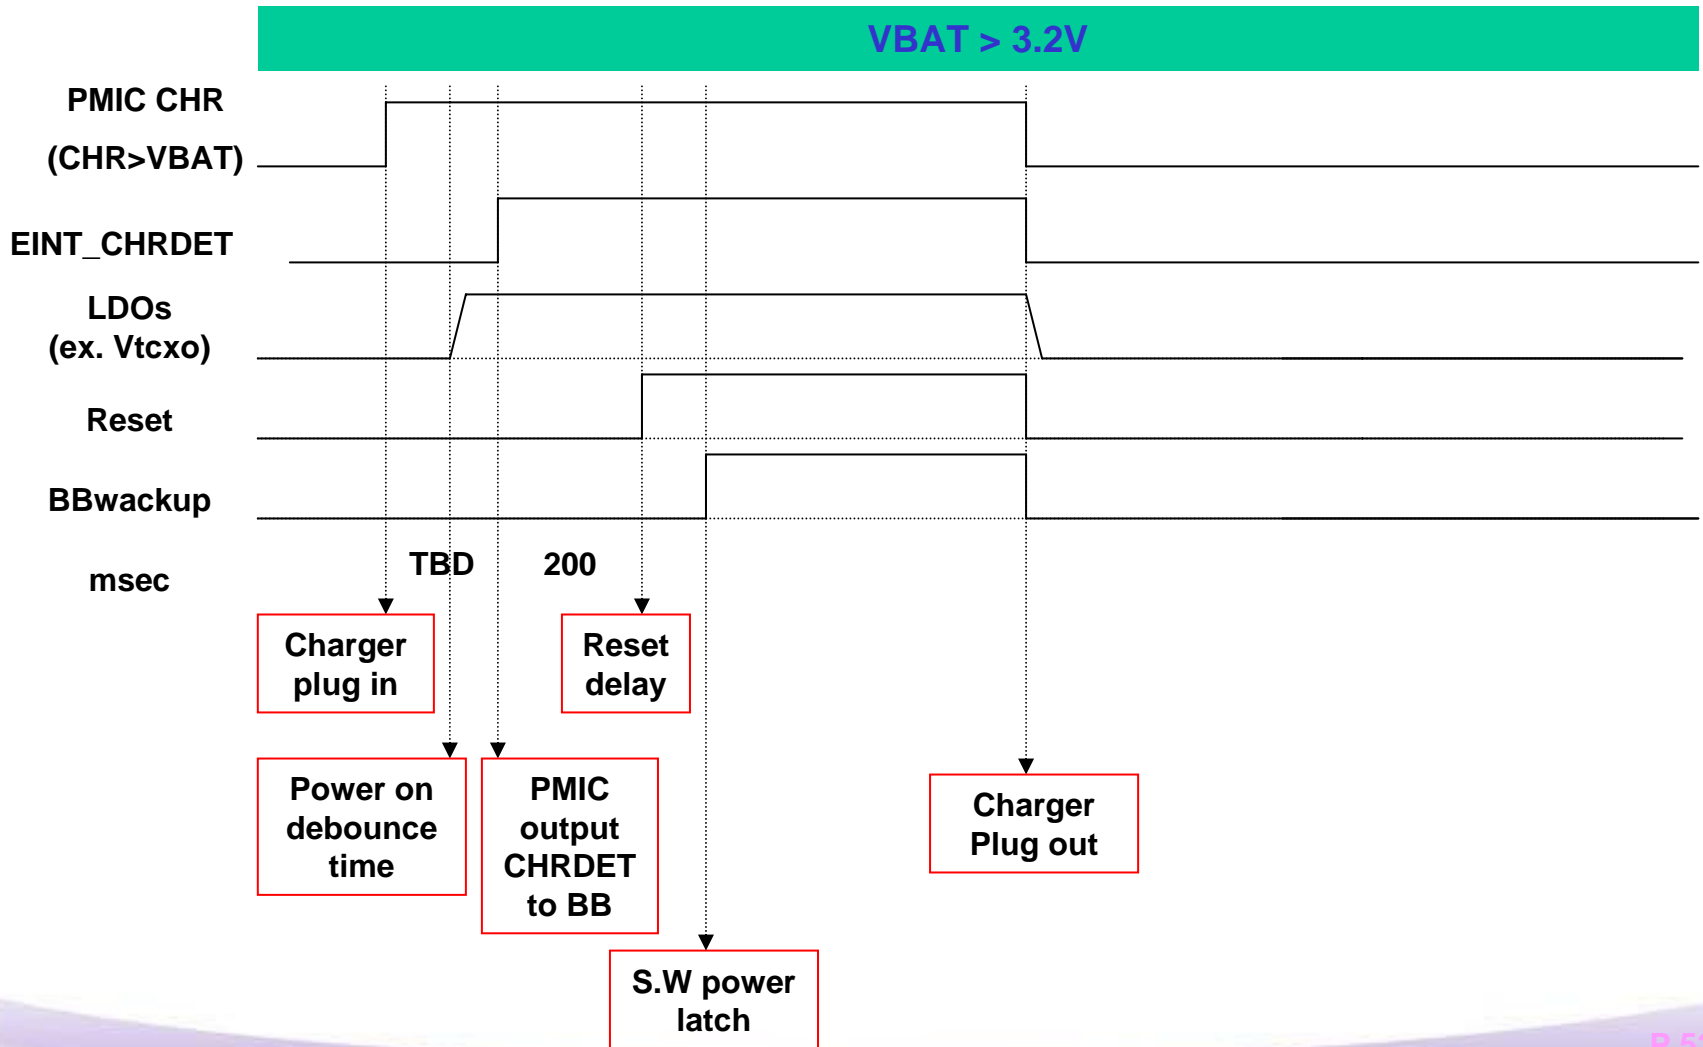 VBAT > 3.2V
PMIC CHR
(CHR>VBAT)
EINT_CHRDET
LDOs
(ex. Vtcxo)
Reset
BBwackup
msec
TBD
200
Charger
plug in
Reset
delay
Power on
debounce
time
PMIC
output
CHRDET
to BB
Charger
Plug out
S.W power
latch